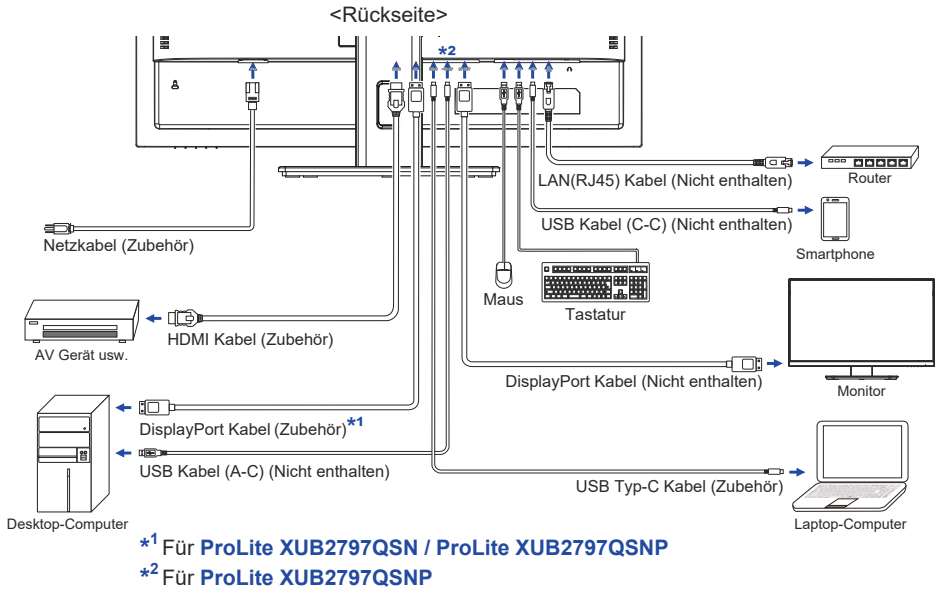 <Rückseite>
*2
LAN(RJ45) Kabel (Nicht enthalten)
Router
USB Kabel (C-C) (Nicht enthalten)
Smartphone
Netzkabel (Zubehör)
Maus
Tastatur
HDMI Kabel (Zubehör)
AV Gerät usw.
DisplayPort Kabel (Nicht enthalten)
Monitor
DisplayPort Kabel (Zubehör)*1
USB Kabel (A-C) (Nicht enthalten)
USB Typ-C Kabel (Zubehör)
Desktop-Computer
Laptop-Computer
*1 Für ProLite XUB2797QSN / ProLite XUB2797QSNP
*2 Für ProLite XUB2797QSNP